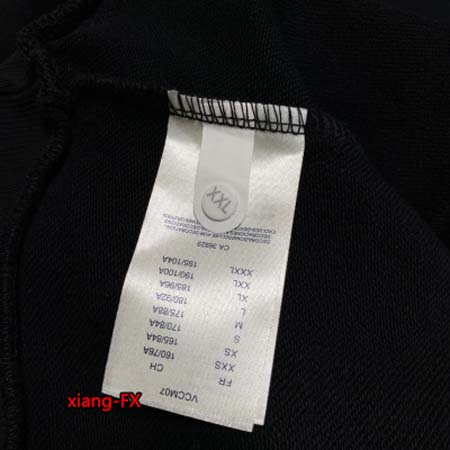 VCCM07
FR CH
XXS 160/76A
XS 165/84A
S 170/84A
M 175/88A
L 180/92A
XL 185/96A
XXL 190/100A
XXXL 195/104A
CA 36929
XXL
xiang-FX